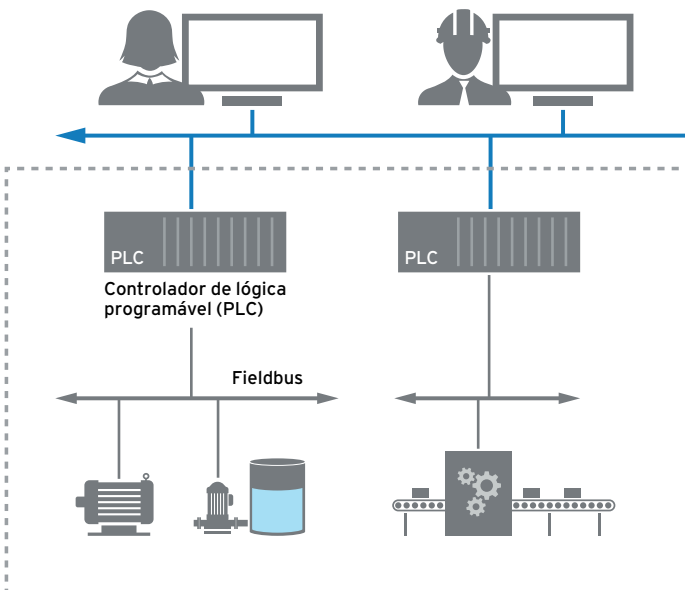 PLC
PLC
Controlador de lógica
programável (PLC)
Fieldbus